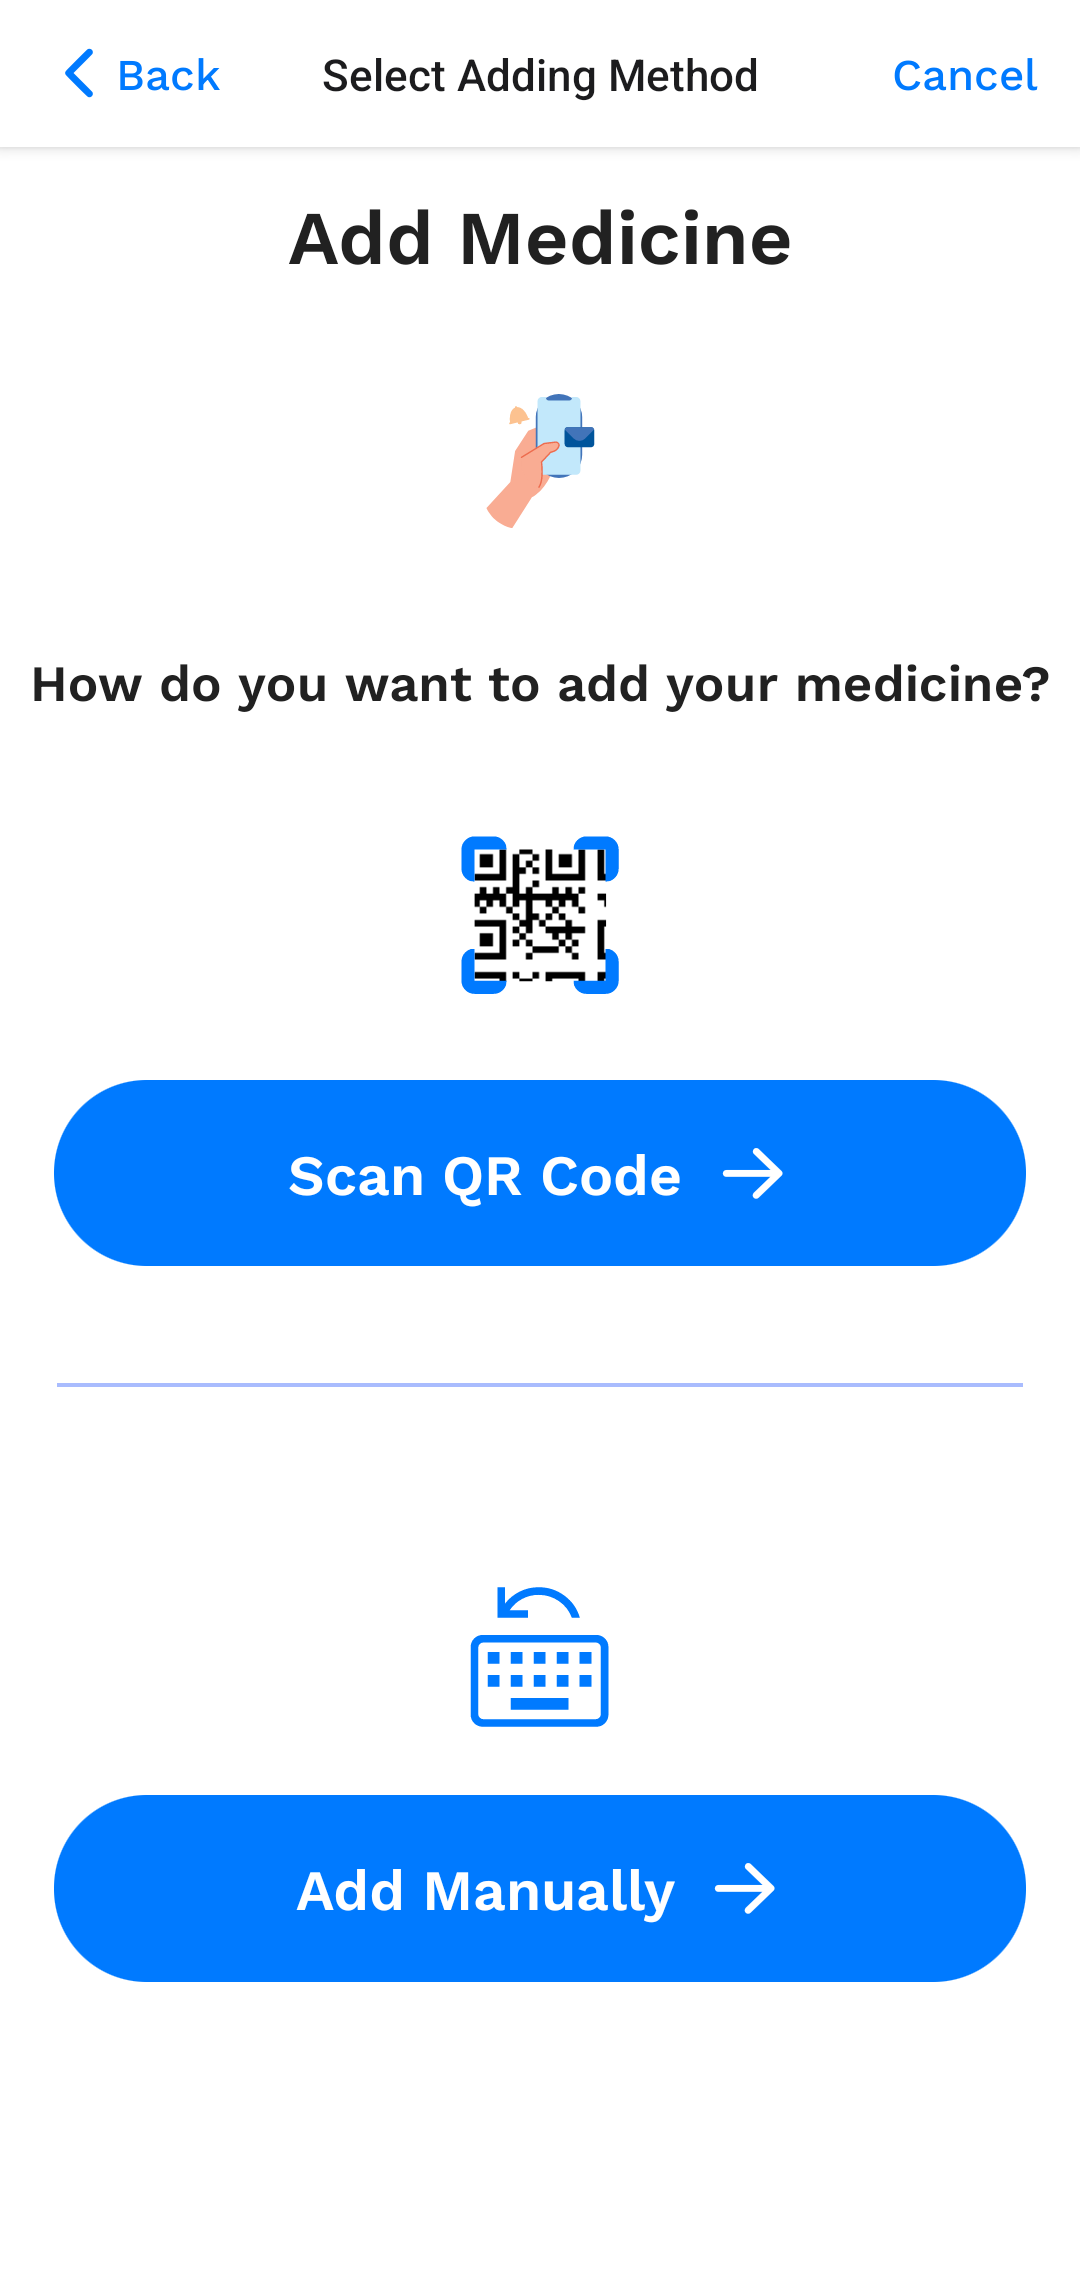 Back
Select Adding Method
Cancel
Add Medicine
How do you want to add your medicine?
Scan QR Code
Add Manually